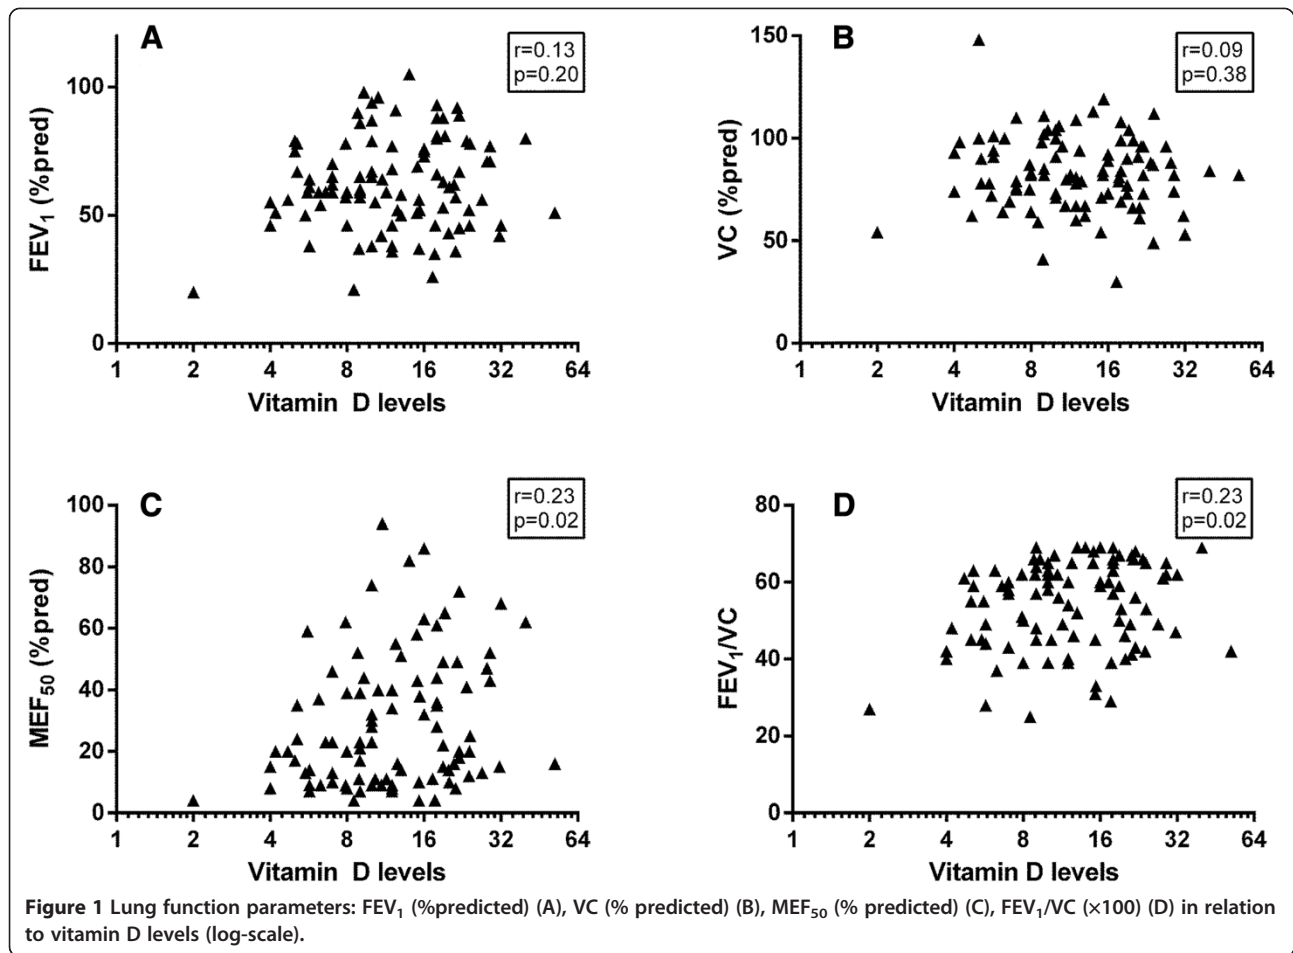 A
r=0.13
p=0.20
100
50
0
FEV₁ (%pred)
1 2 4 8 16 32 64
Vitamin D levels
B
r=0.09
p=0.38
150
100
50
0
VC (%pred)
1 2 4 8 16 32 64
Vitamin D levels
C
r=0.23
p=0.02
100
80
60
40
20
0
MEF₅₀ (%pred)
1 2 4 8 16 32 64
Vitamin D levels
D
r=0.23
p=0.02
80
60
40
20
0
FEV₁/VC
1 2 4 8 16 32 64
Vitamin D levels
Figure 1 Lung function parameters: FEV₁ (%predicted) (A), VC (% predicted) (B), MEF₅₀ (% predicted) (C), FEV₁/VC (×100) (D) in relation
to vitamin D levels (log-scale).